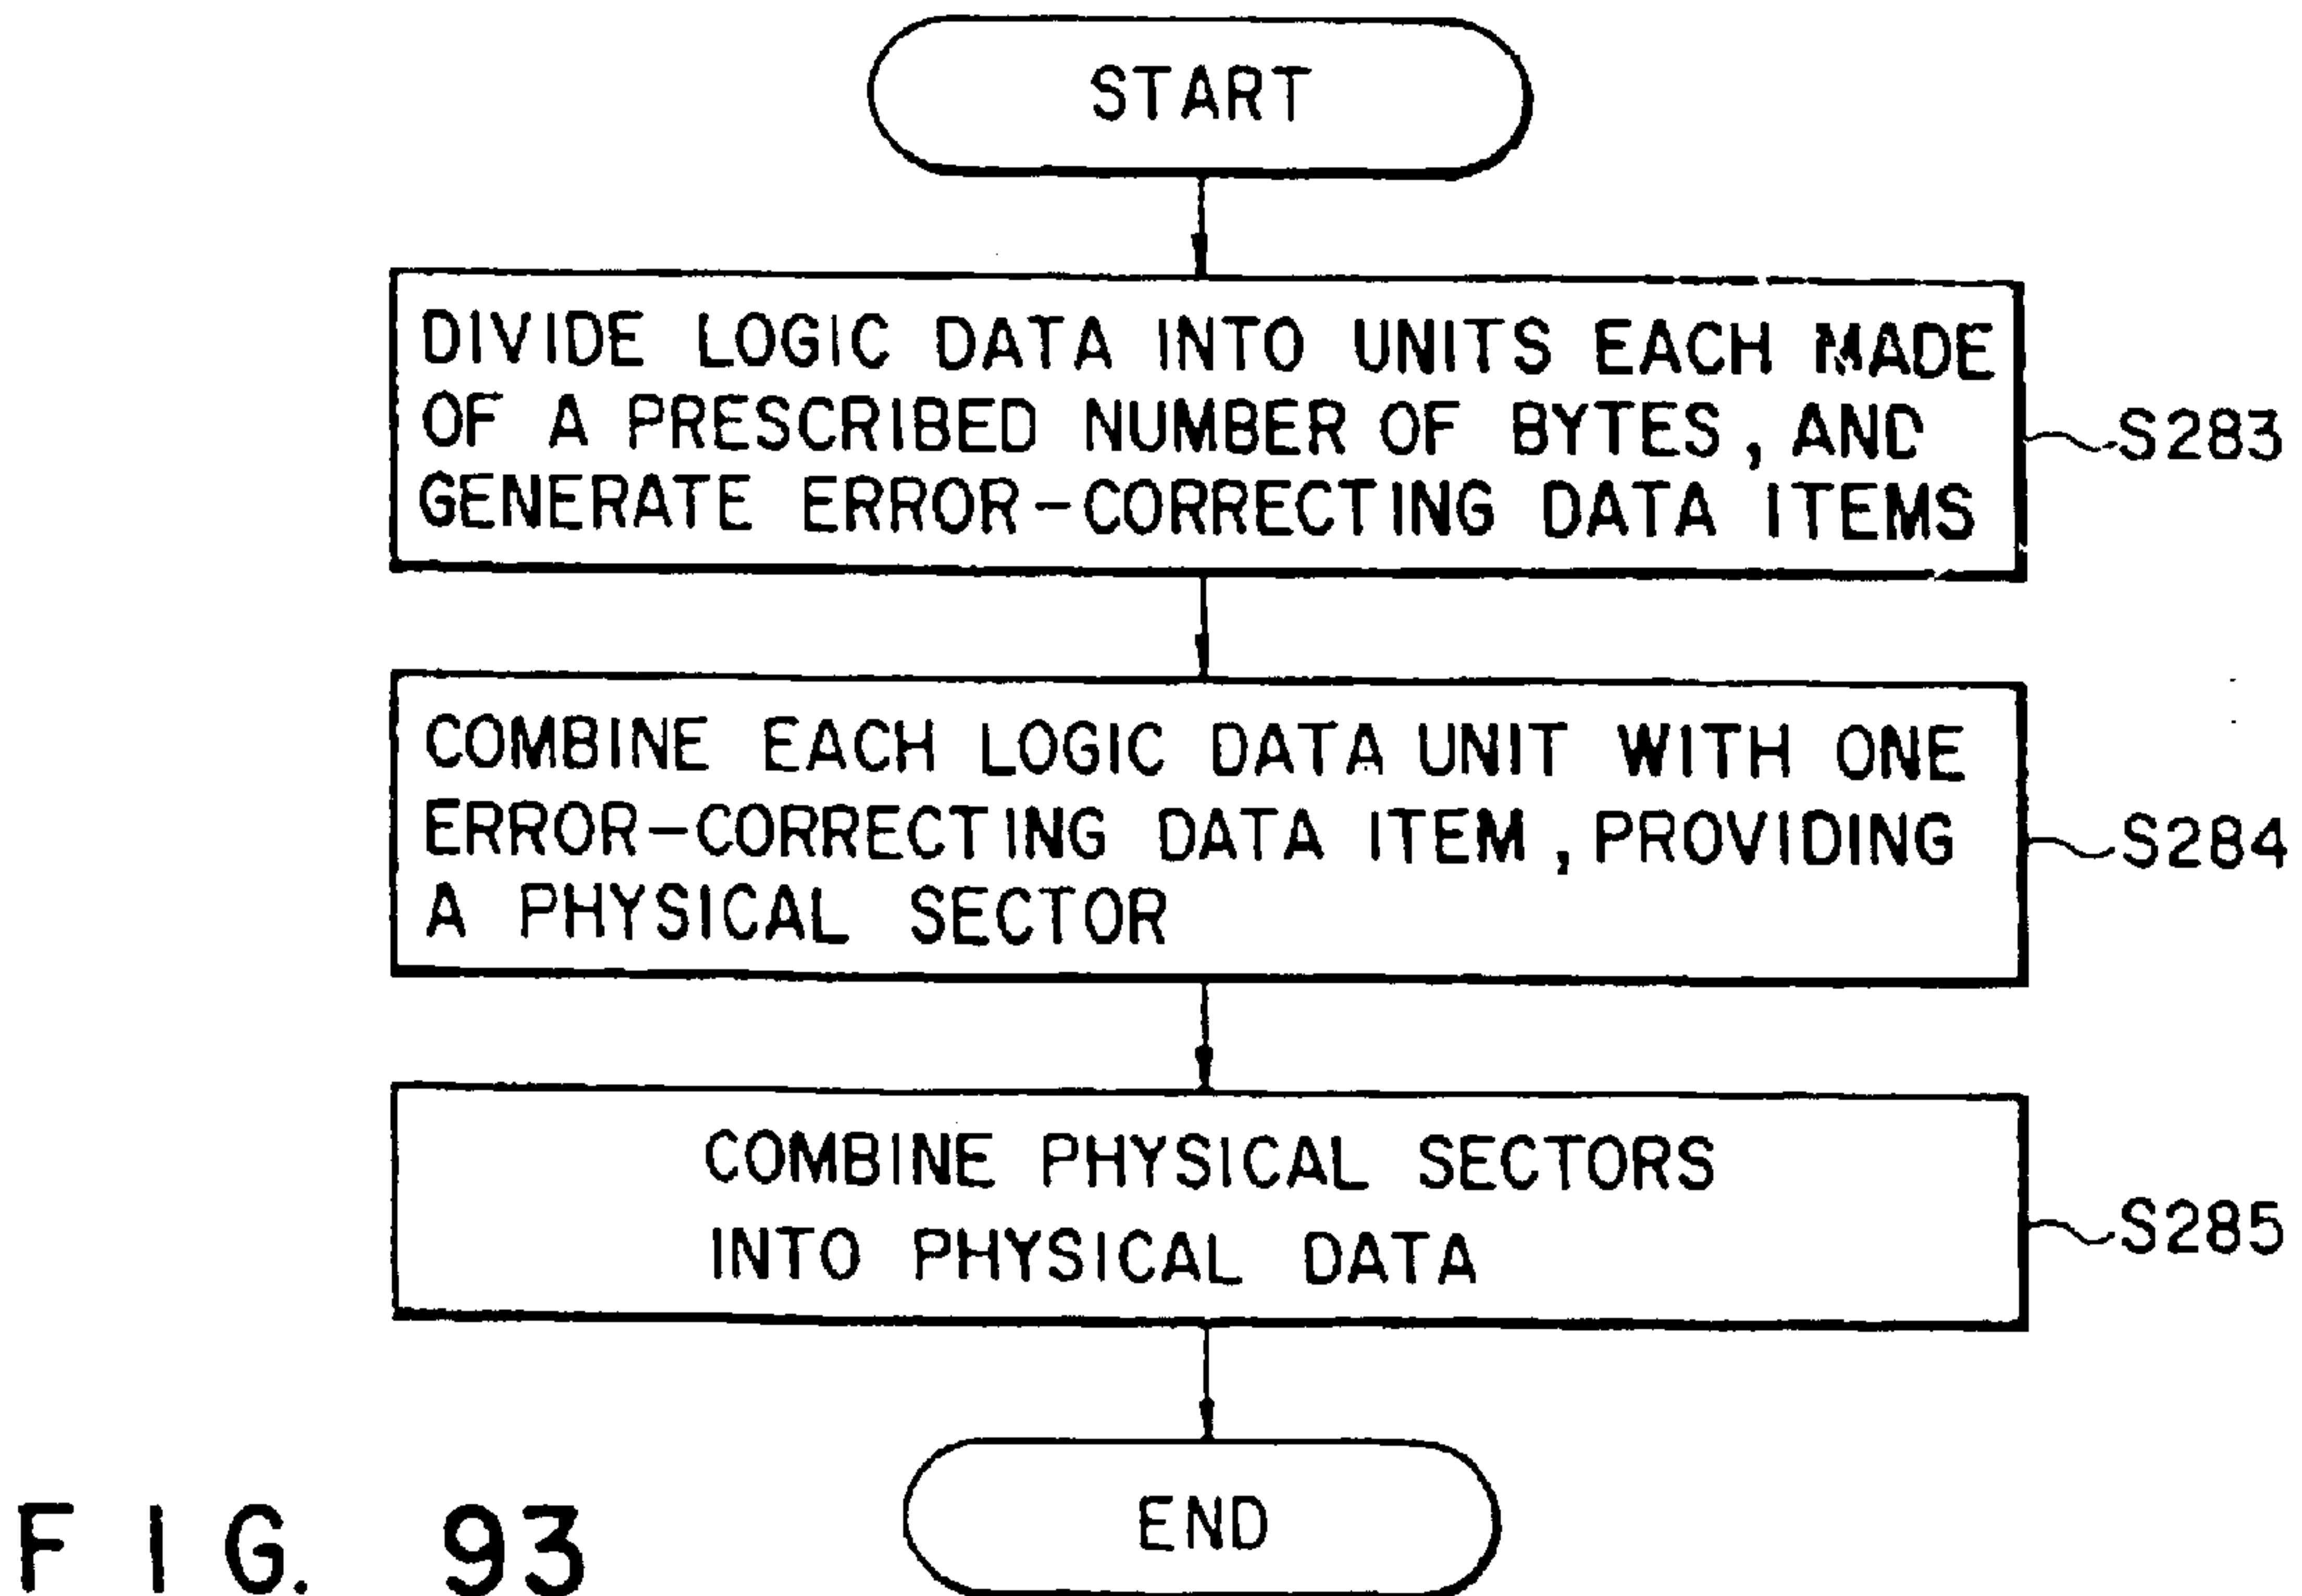 START
DIVIDE LOGIC DATA INTO UNITS EACH MADE
OF A PRESCRIBED NUMBER OF BYTES, AND
GENERATE ERROR-CORRECTING DATA ITEMS
S283
COMBINE EACH LOGIC DATA UNIT WITH ONE
ERROR-CORRECTING DATA ITEM, PROVIDING
A PHYSICAL SECTOR
S284
COMBINE PHYSICAL SECTORS
INTO PHYSICAL DATA
S285
END
FIG. 93